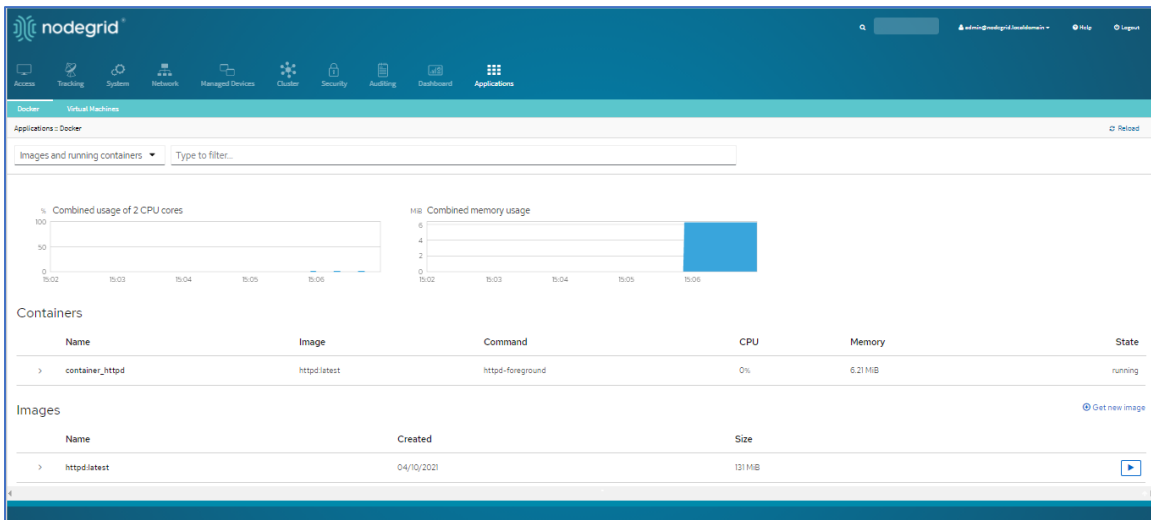 nodegrid®
admin@nodegrid.localdomain Help Logout
Access Tracking System Network Managed Devices Cluster Security Auditing Dashboard Applications
Docker Virtual Machines
Applications :: Docker Reload
Images and running containers Type to filter...
% Combined usage of 2 CPU cores MiB Combined memory usage
100 6
50 4
2
0 0
15:02 15:03 15:04 15:05 15:06 15:02 15:03 15:04 15:05 15:06
Containers
Name Image Command CPU Memory State
container_httpd httpd:latest httpd-foreground 0% 6.21 MiB running
Images Get new image
Name Created Size
httpd:latest 04/10/2021 131 MiB